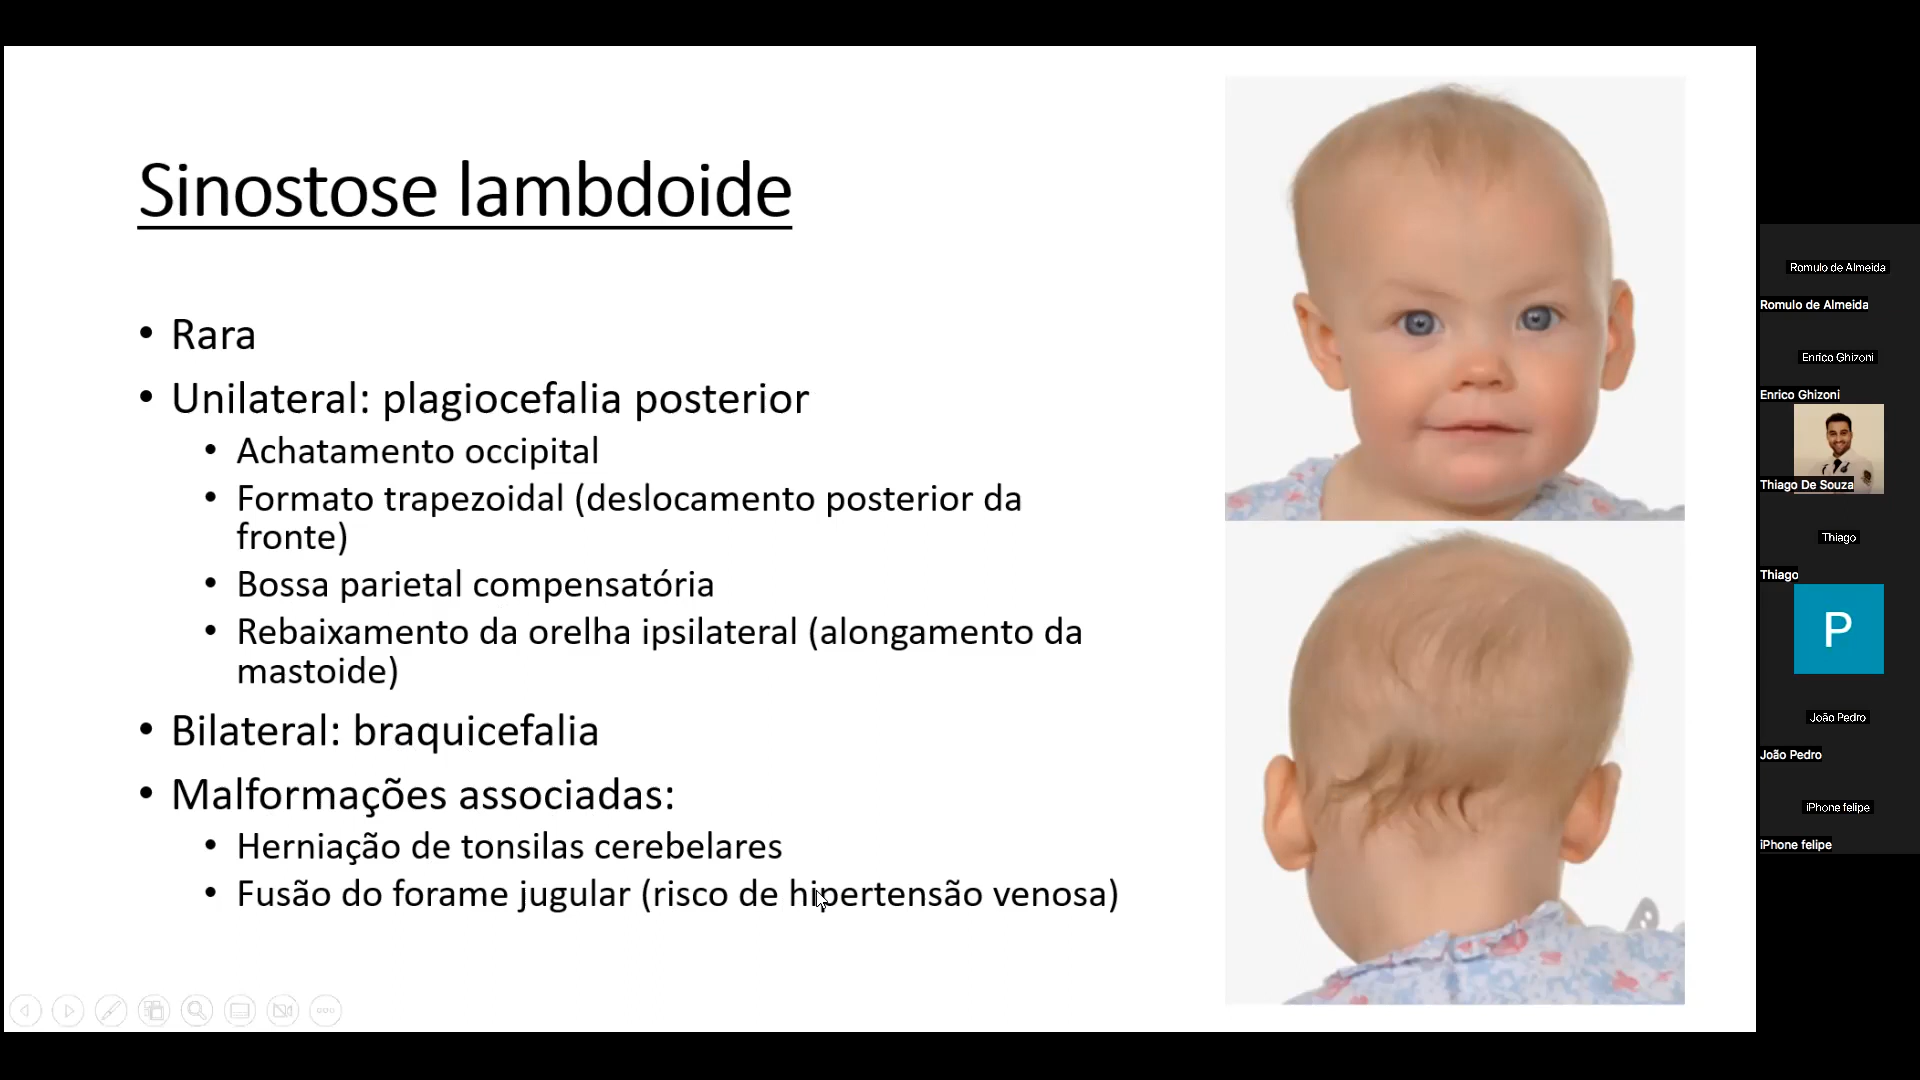 Sinostose lambdoide
• Rara
• Unilateral: plagiocefalia posterior
• Achatamento occipital
• Formato trapezoidal (deslocamento posterior da
fronte)
• Bossa parietal compensatória
• Rebaixamento da orelha ipsilateral (alongamento da
mastoide)
• Bilateral: braquicefalia
• Malformações associadas:
• Herniação de tonsilas cerebelares
• Fusão do forame jugular (risco de hipertensão venosa)
Romulo de Almeida
Romulo de Almeida
Enrico Ghizoni
Enrico Ghizoni
Thiago De Souza
Thiago
Thiago
P
João Pedro
João Pedro
iPhone felipe
iPhone felipe